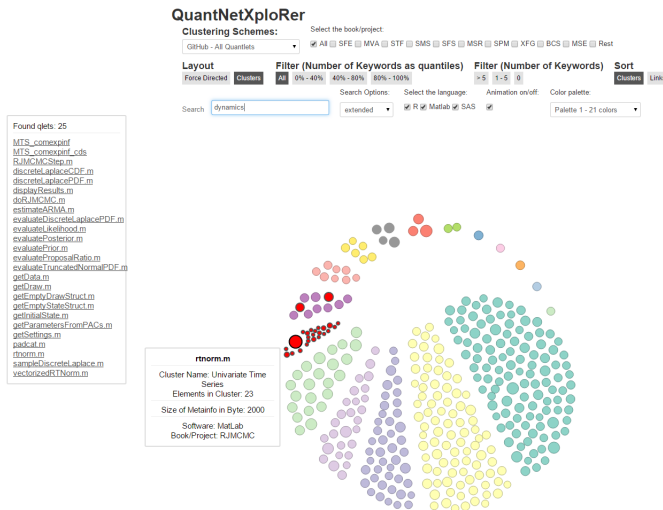 QuantNetXploRer
Clustering Schemes:
Select the book/project:
GitHub - All Quantlets
All SFE MVA STF SMS SFS MSR SPM XFG BCS MSE Rest
Layout
Filter (Number of Keywords as quantiles)
Filter (Number of Keywords)
Sort
Force Directed Clusters
All 0% - 40% 40% - 80% 80% - 100%
> 5 1 - 5 0
Clusters Link
Search Options:
Select the language:
Animation on/off:
Color palette:
Search dynamics
extended
R Matlab SAS
Palette 1 - 21 colors
Found qlets: 25
MTS_comexpinf
MTS_comexpinf_cds
RJMCMCStep.m
discreteLaplaceCDF.m
discreteLaplacePDF.m
displayResults.m
doRJMCMC.m
estimateARMA.m
evaluateDiscreteLaplacePDF.m
evaluateLikelihood.m
evaluatePosterior.m
evaluatePrior.m
evaluateProposalRatio.m
evaluateTruncatedNormalPDF.m
getData.m
getDraw.m
getEmptyDrawStruct.m
getEmptyStateStruct.m
getInitialState.m
getParametersFromPACs.m
getSettings.m
padcat.m
rtnorm.m
sampleDiscreteLaplace.m
vectorizedRTNorm.m
rtnorm.m
Cluster Name: Univariate Time
Series
Elements in Cluster: 23
Size of Metainfo in Byte: 2000
Software: MatLab
Book/Project: RJMCMC